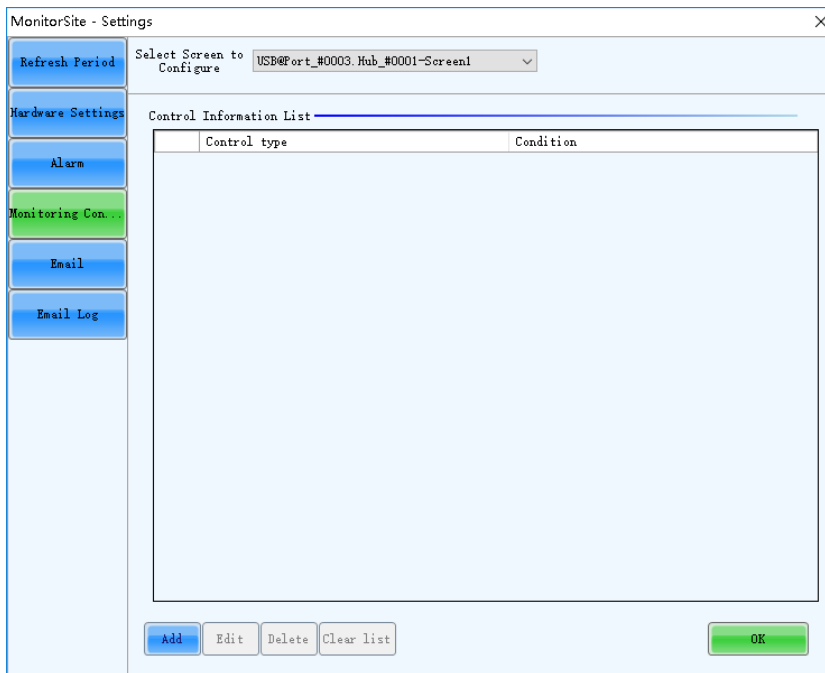 MonitorSite - Settings
Refresh Period
Hardware Settings
Alarm
Monitoring Con...
Email
Email Log
Select Screen to
Configure
USB@Port_#0003.Hub_#0001-Screen1
Control Information List
Control type Condition
Add Edit Delete Clear list OK